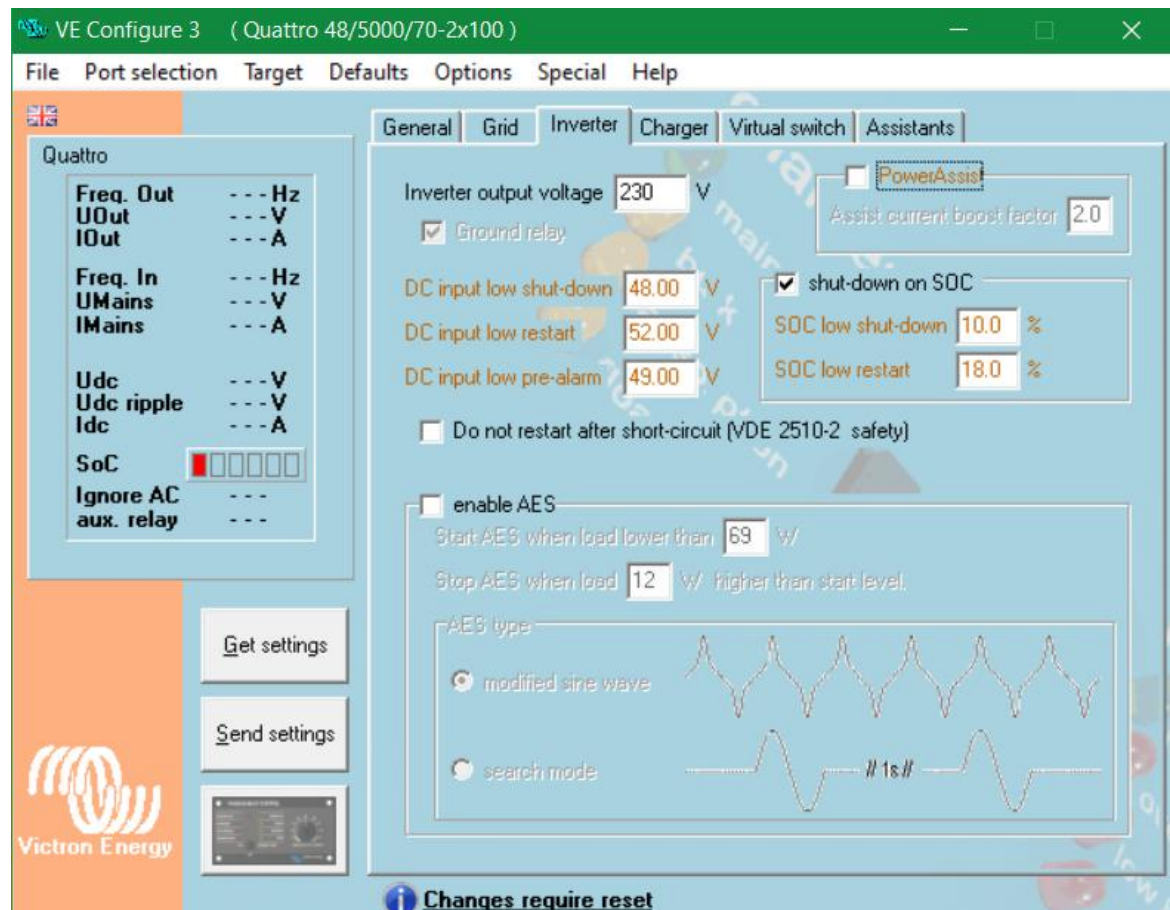 VE Configure 3 ( Quattro 48/5000/70-2x100 )
File Port selection Target Defaults Options Special Help
General Grid Inverter Charger Virtual switch Assistants
Quattro
Freq. Out - - - Hz
UOut - - - V
IOut - - - A
Freq. In - - - Hz
UMains - - - V
IMains - - - A
Udc - - - V
Udc ripple - - - V
Idc - - - A
SoC
Ignore AC - - -
aux. relay - - -
Get settings
Send settings
Victron Energy
Inverter output voltage 230 V
Ground relay
PowerAssist
Assist current boost factor 2.0
DC input low shut-down 48.00 V
DC input low restart 52.00 V
DC input low pre-alarm 49.00 V
shut-down on SOC
SOC low shut-down 10.0 %
SOC low restart 18.0 %
Do not restart after short-circuit (VDE 2510-2 safety)
enable AES
Start AES when load lower than 69 W
Stop AES when load 12 W higher than start level.
AES type
modified sine wave
search mode
// 1s //
Changes require reset